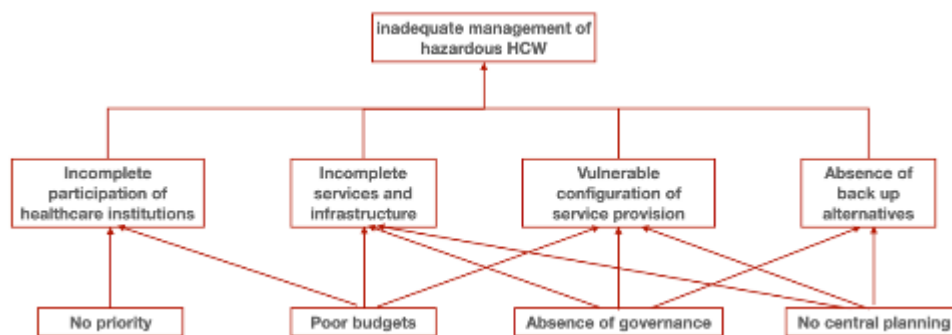 inadequate management of
hazardous HCW
Incomplete
participation of
healthcare institutions
Incomplete
services and
infrastructure
Vulnerable
configuration of
service provision
Absence of
back up
alternatives
No priority
Poor budgets
Absence of governance
No central planning